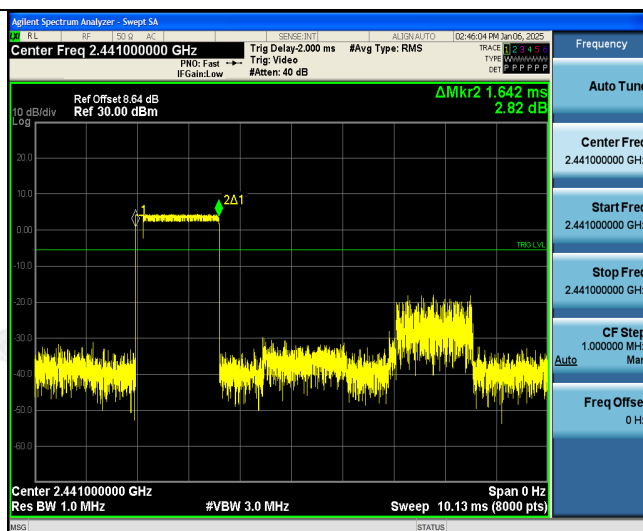 Agilent Spectrum Analyzer - Swept SA
RL RF 50 Ω AC SENSE:INT ALIGN AUTO 02:46:04 PM Jan 06, 2025
Center Freq 2.441000000 GHz
PNO: Fast
IFGain:Low
Trig Delay-2.000 ms
Trig: Video
#Atten: 40 dB
#Avg Type: RMS
TRACE 1 2 3 4 5 6
TYPE WWWWWW
DET P P P P P P
Frequency
ΔMkr2 1.642 ms
2.82 dB
Ref Offset 8.64 dB
Ref 30.00 dBm
10 dB/div
Log
20.0
10.0
0.00
-10.0
-20.0
-30.0
-40.0
-50.0
-60.0
1
2Δ1
TRIG LVL
Auto Tune
Center Freq
2.441000000 GHz
Start Freq
2.441000000 GHz
Stop Freq
2.441000000 GHz
CF Step
1.000000 MHz
Auto Man
Freq Offset
0 Hz
Center 2.441000000 GHz Span 0 Hz
Res BW 1.0 MHz #VBW 3.0 MHz Sweep 10.13 ms (8000 pts)
MSG STATUS